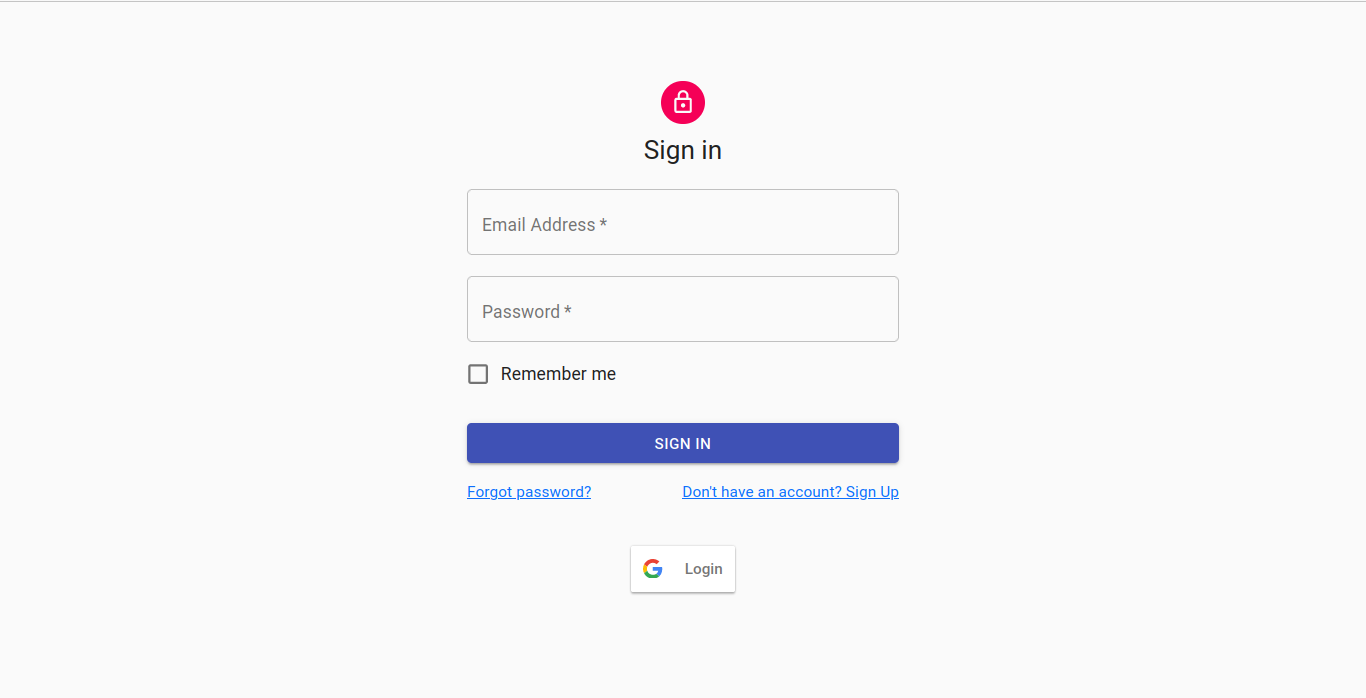 Sign in
Email Address *
Password *
Remember me
SIGN IN
Forgot password? Don't have an account? Sign Up
Login